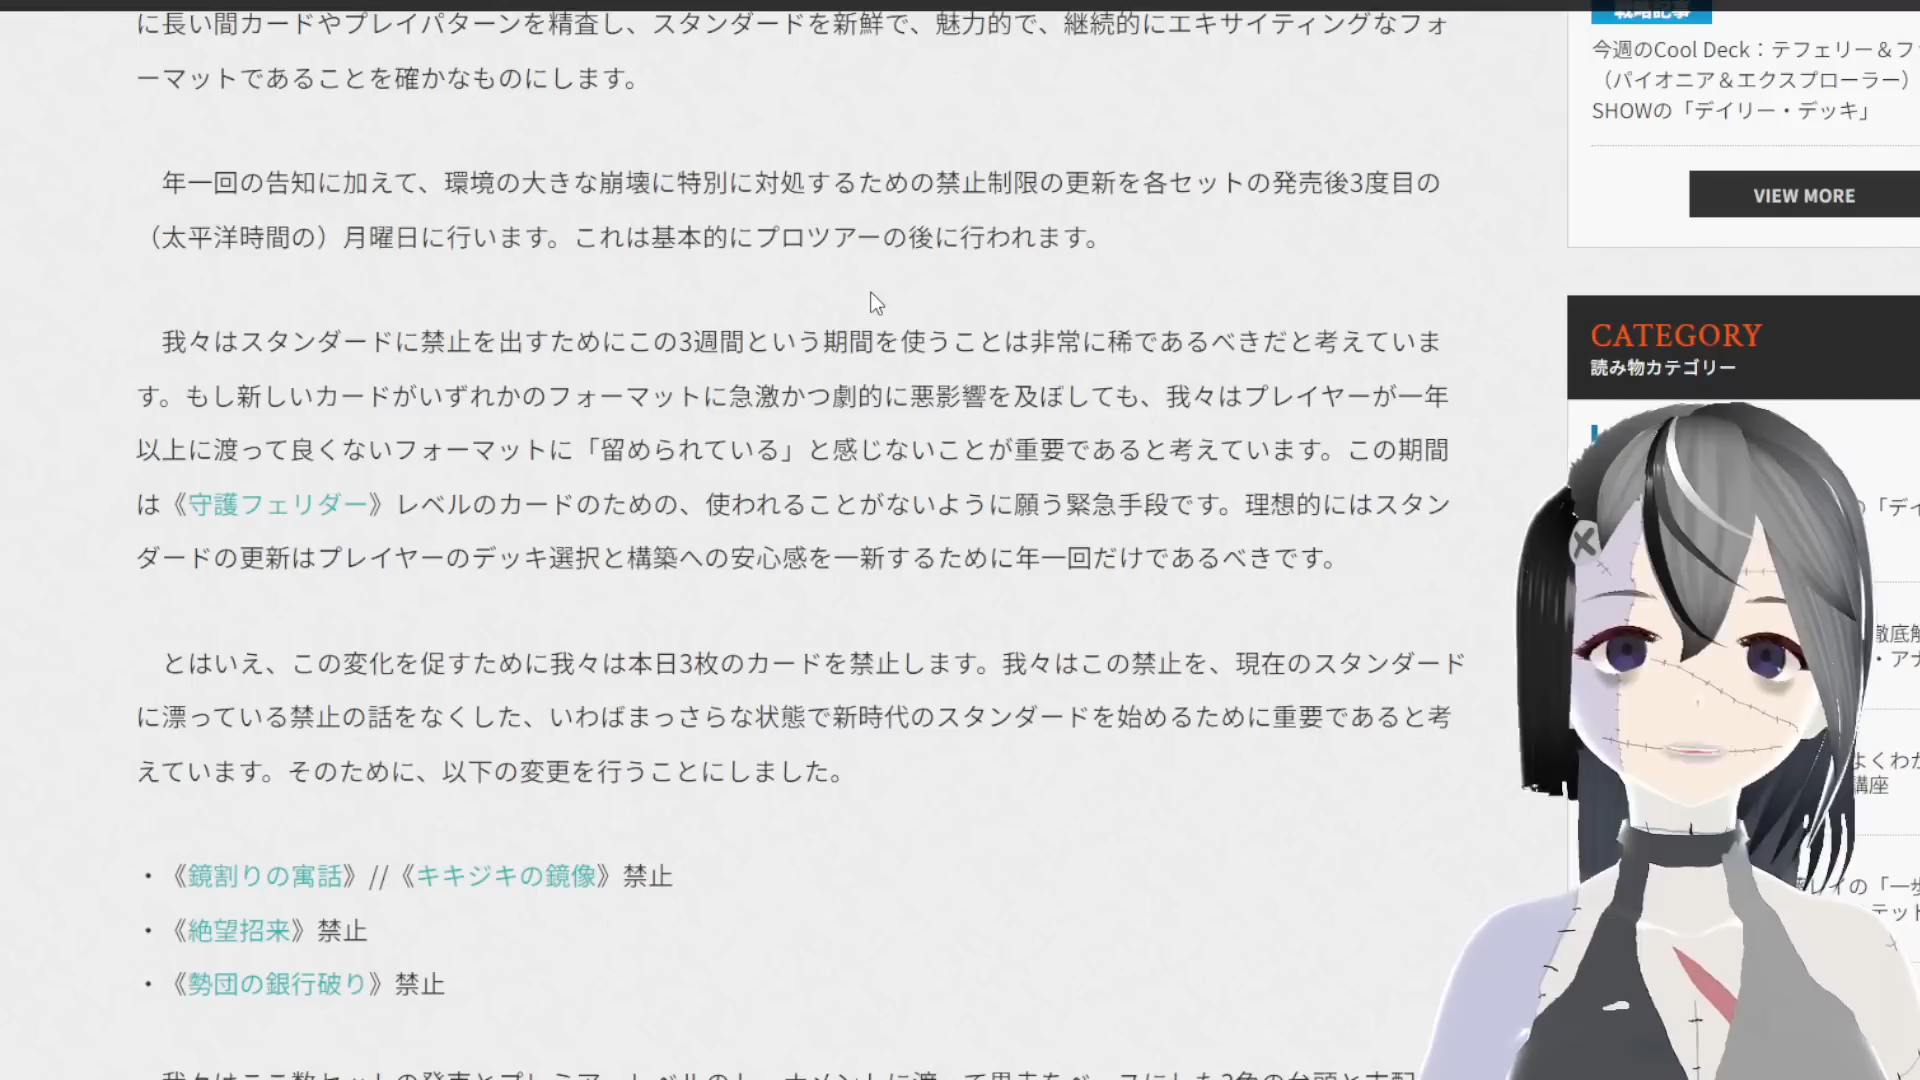 に長い間カードやプレイパターンを精査し、スタンダードを新鮮で、魅力的で、継続的にエキサイティングなフォ
ーマットであることを確かなものにします。
年一回の告知に加えて、環境の大きな崩壊に特別に対処するための禁止制限の更新を各セットの発売後3度目の
（太平洋時間の）月曜日に行います。これは基本的にプロツアーの後に行われます。
我々はスタンダードに禁止を出すためにこの3週間という期間を使うことは非常に稀であるべきだと考えていま
す。もし新しいカードがいずれかのフォーマットに急激かつ劇的に悪影響を及ぼしても、我々はプレイヤーが一年
以上に渡って良くないフォーマットに「留められている」と感じないことが重要であると考えています。この期間
は《守護フェリダー》レベルのカードのための、使われることがないように願う緊急手段です。理想的にはスタン
ダードの更新はプレイヤーのデッキ選択と構築への安心感を一新するために年一回だけであるべきです。
とはいえ、この変化を促すために我々は本日3枚のカードを禁止します。我々はこの禁止を、現在のスタンダード
に漂っている禁止の話をなくした、いわばまっさらな状態で新時代のスタンダードを始めるために重要であると考
えています。そのために、以下の変更を行うことにしました。
・《鏡割りの寓話》//《キキジキの鏡像》禁止
・《絶望招来》禁止
・《勢団の銀行破り》禁止
戦略記事
今週のCool Deck：テフェリー＆フ
（パイオニア＆エクスプローラー）
SHOWの「デイリー・デッキ」
VIEW MORE
CATEGORY
読み物カテゴリー
の「デイ
徹底解
・アナ
よくわか
講座
レイの「一歩
テッド